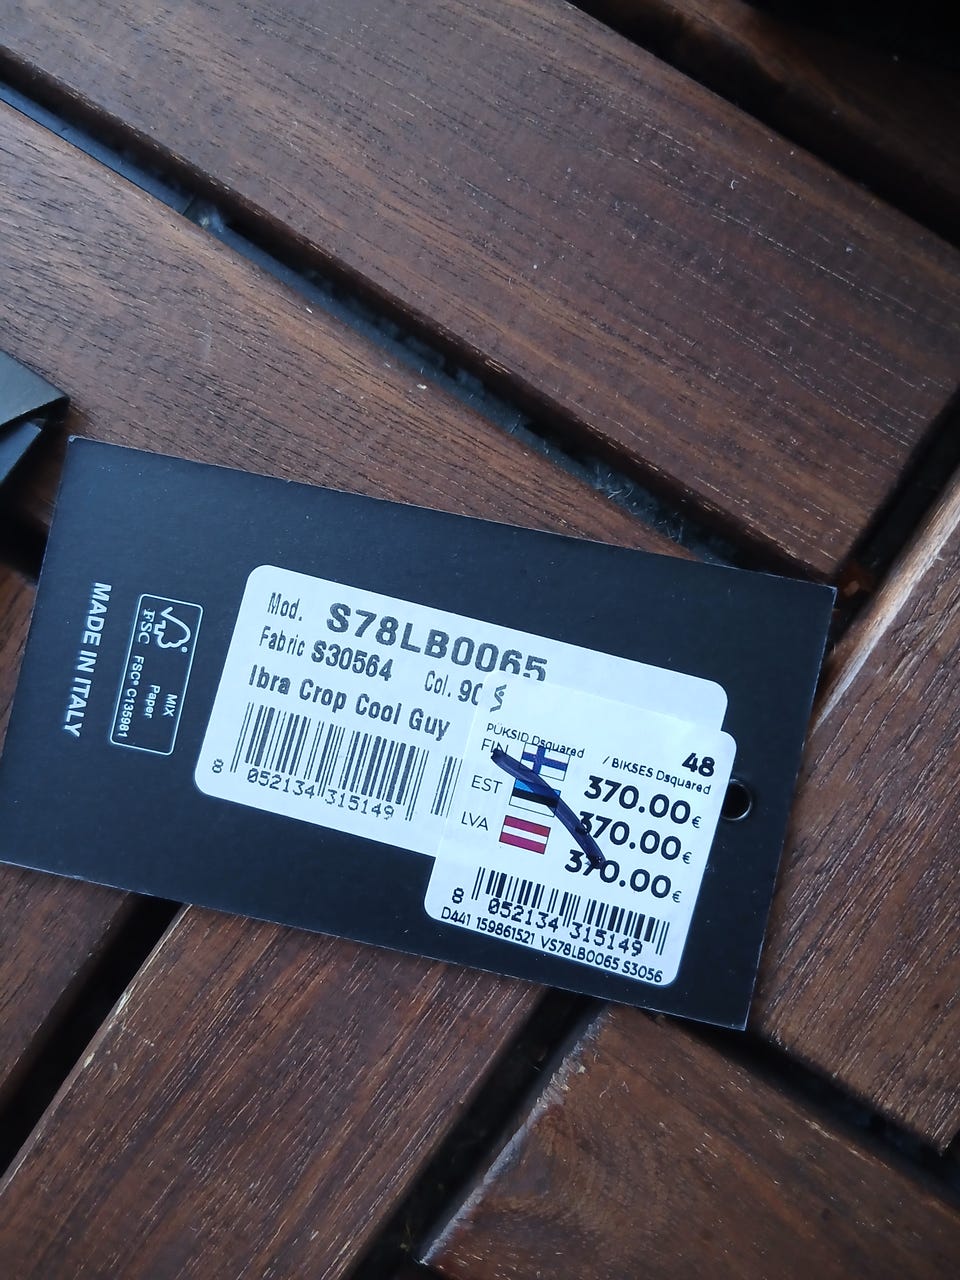 MADE IN ITALY
FSC
FSC® C135981
MIX
Paper
Mod. S78LB0065
Fabric S30564 Col. 90
Ibra Crop Cool Guy
8 052134 315149
48
PÜKSID Dsquared / BIKSES Dsquared
FIN 370.00€
EST 370.00€
LVA 370.00€
8 052134 315149
D441 159861521 VS78LB0065 S3056